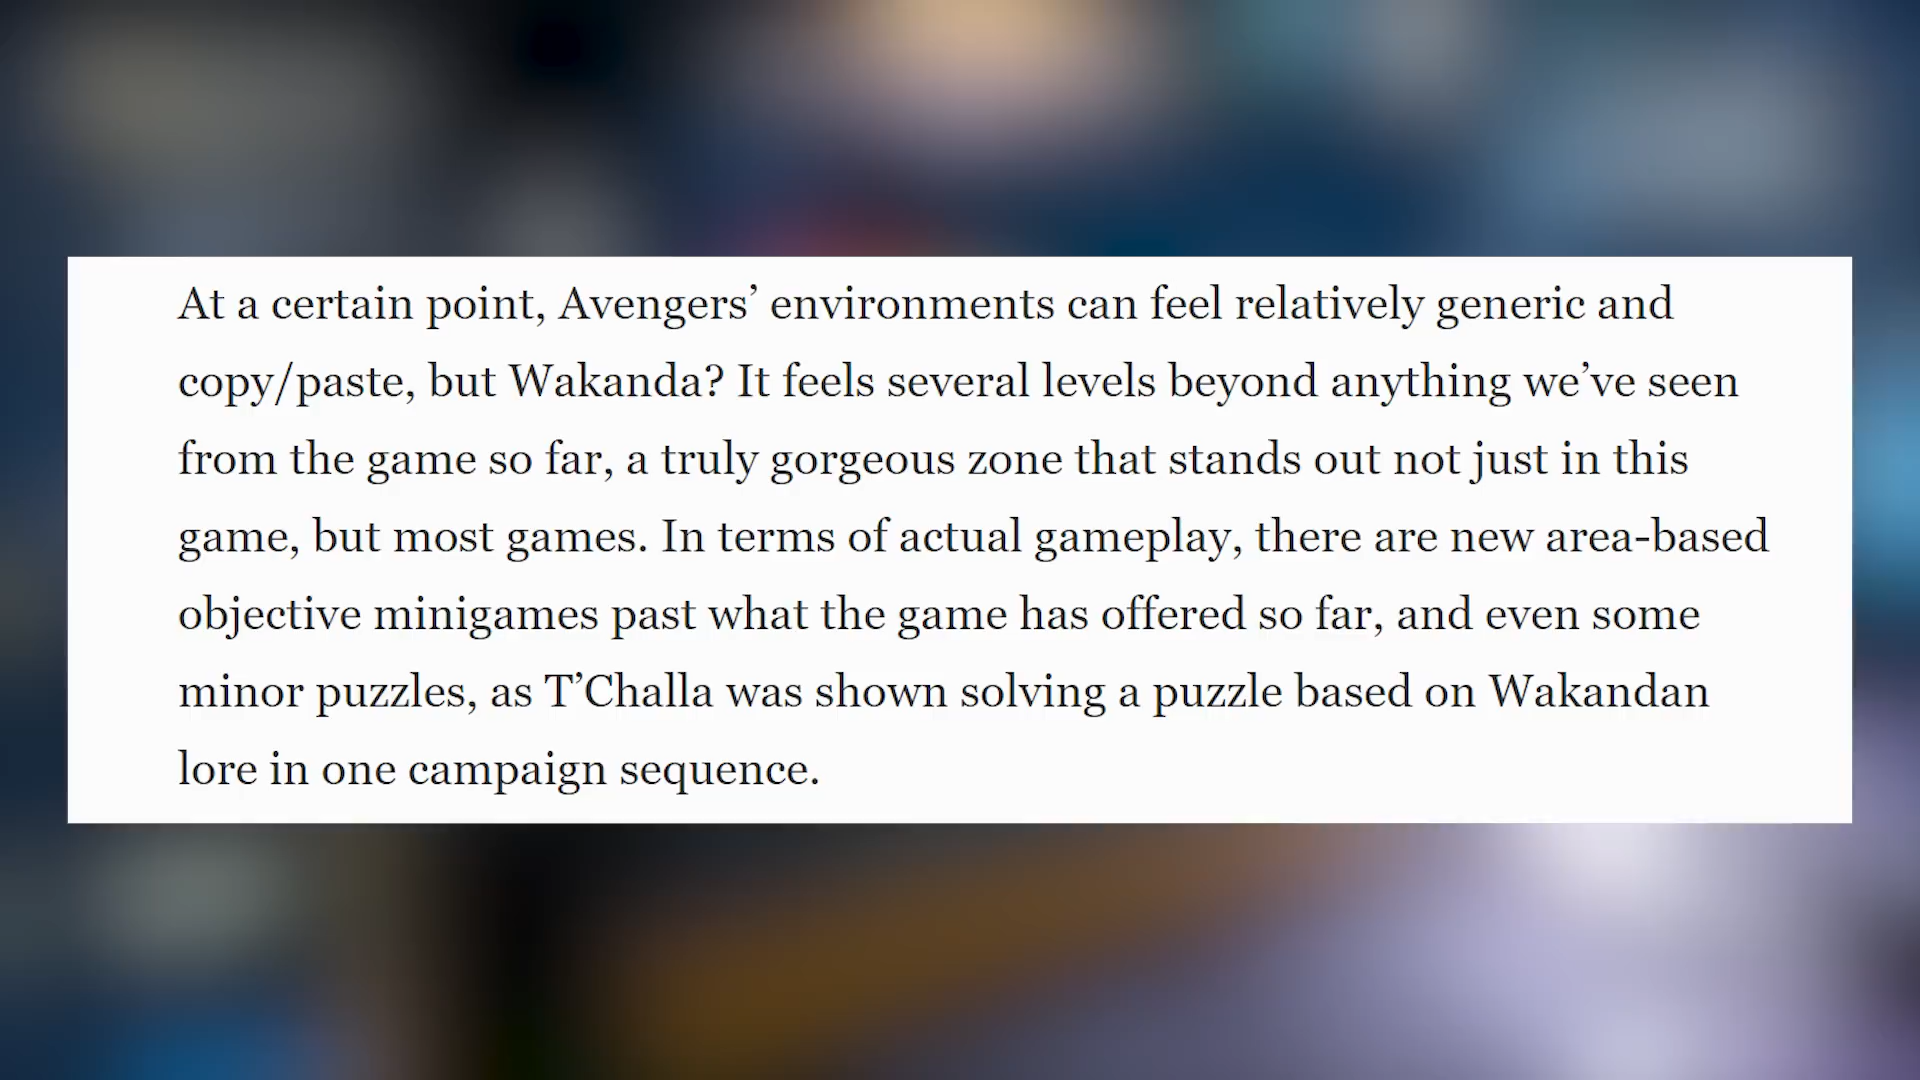 At a certain point, Avengers’ environments can feel relatively generic and
copy/paste, but Wakanda? It feels several levels beyond anything we’ve seen
from the game so far, a truly gorgeous zone that stands out not just in this
game, but most games. In terms of actual gameplay, there are new area-based
objective minigames past what the game has offered so far, and even some
minor puzzles, as T’Challa was shown solving a puzzle based on Wakandan
lore in one campaign sequence.